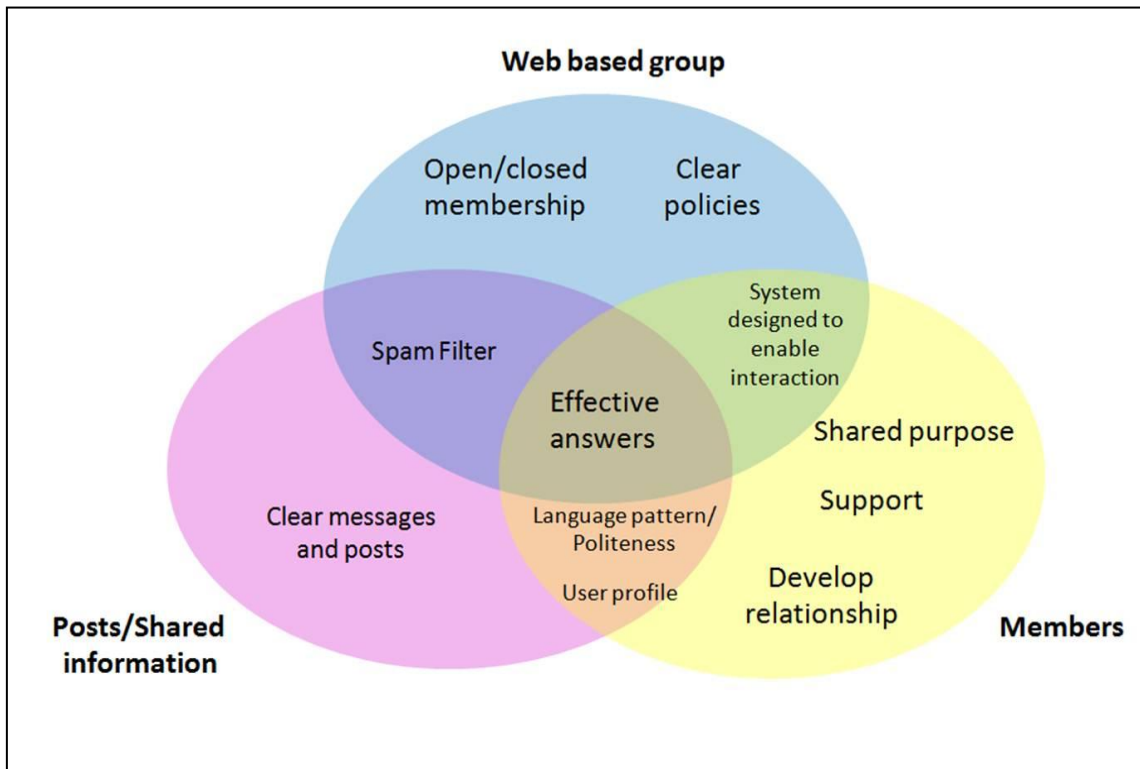 Web based group
Open/closed
membership
Clear
policies
System
designed to
enable
interaction
Spam Filter
Effective
answers
Shared purpose
Support
Develop
relationship
Clear messages
and posts
Language pattern/
Politeness
User profile
Posts/Shared
information
Members